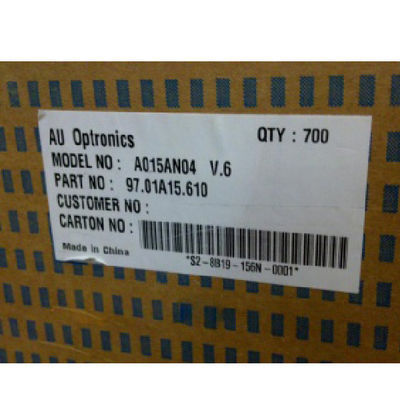 AU Optronics QTY : 700
MODEL NO : A015AN04 V.6
PART NO : 97.01A15.610
CUSTOMER NO :
CARTON NO :
Made in China
*S2-8B19-156N-0001*